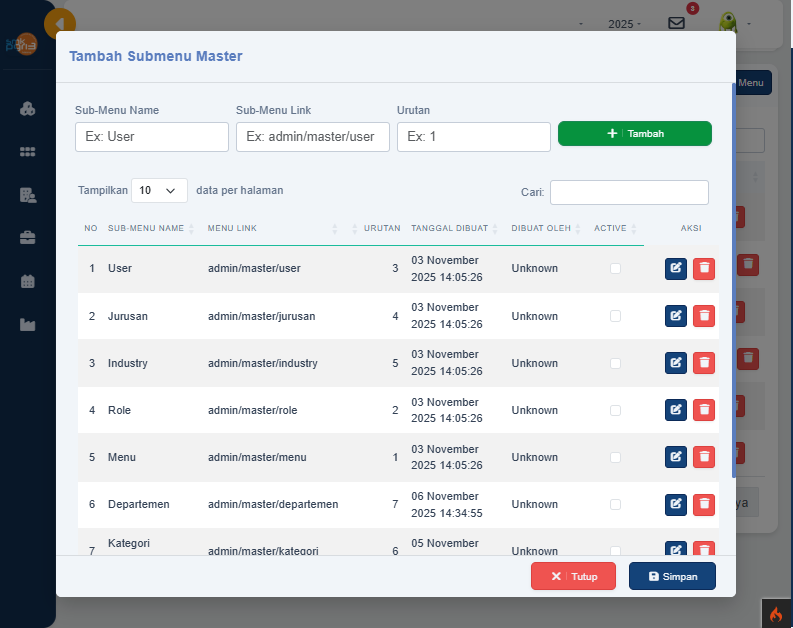 2025
8
Menu
Tambah Submenu Master
Sub-Menu Name
Sub-Menu Link
Urutan
Ex: User
Ex: admin/master/user
Ex: 1
Tambah
Tampilkan 10 data per halaman
Cari:
NO SUB-MENU NAME MENU LINK URUTAN TANGGAL DIBUAT DIBUAT OLEH ACTIVE AKSI
1 User admin/master/user 3 03 November 2025 14:05:26 Unknown
2 Jurusan admin/master/jurusan 4 03 November 2025 14:05:26 Unknown
3 Industry admin/master/industry 5 03 November 2025 14:05:26 Unknown
4 Role admin/master/role 2 03 November 2025 14:05:26 Unknown
5 Menu admin/master/menu 1 03 November 2025 14:05:26 Unknown
6 Departemen admin/master/departemen 7 06 November 2025 14:34:55 Unknown
7 Kategori admin/master/kategori 6 05 November Unknown
ya
Tutup
Simpan